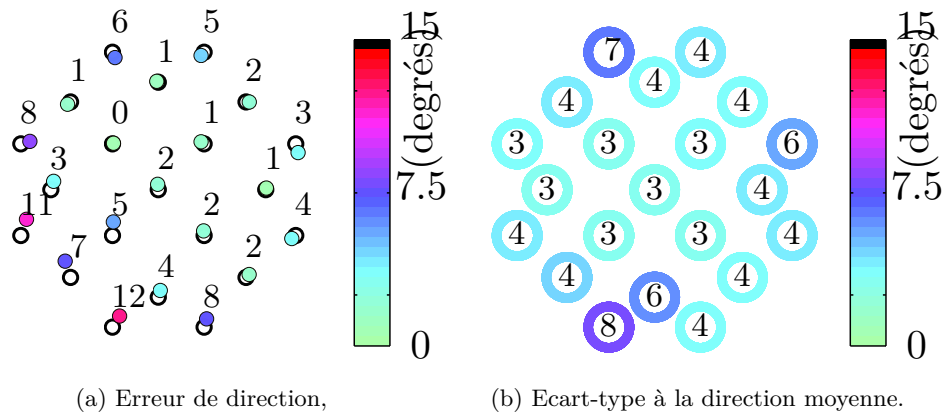 6 5 15
1 1 2
8 0 1 3
3 2 1 7.5
11 5 2 4
7 4 2
12 8 0
(degrés)
7 4 15
4 4 4
3 3 3 6
3 3 4 7.5
4 3 3 4
4 6 4
8 4 0
(degrés)
(a) Erreur de direction,
(b) Ecart-type à la direction moyenne.